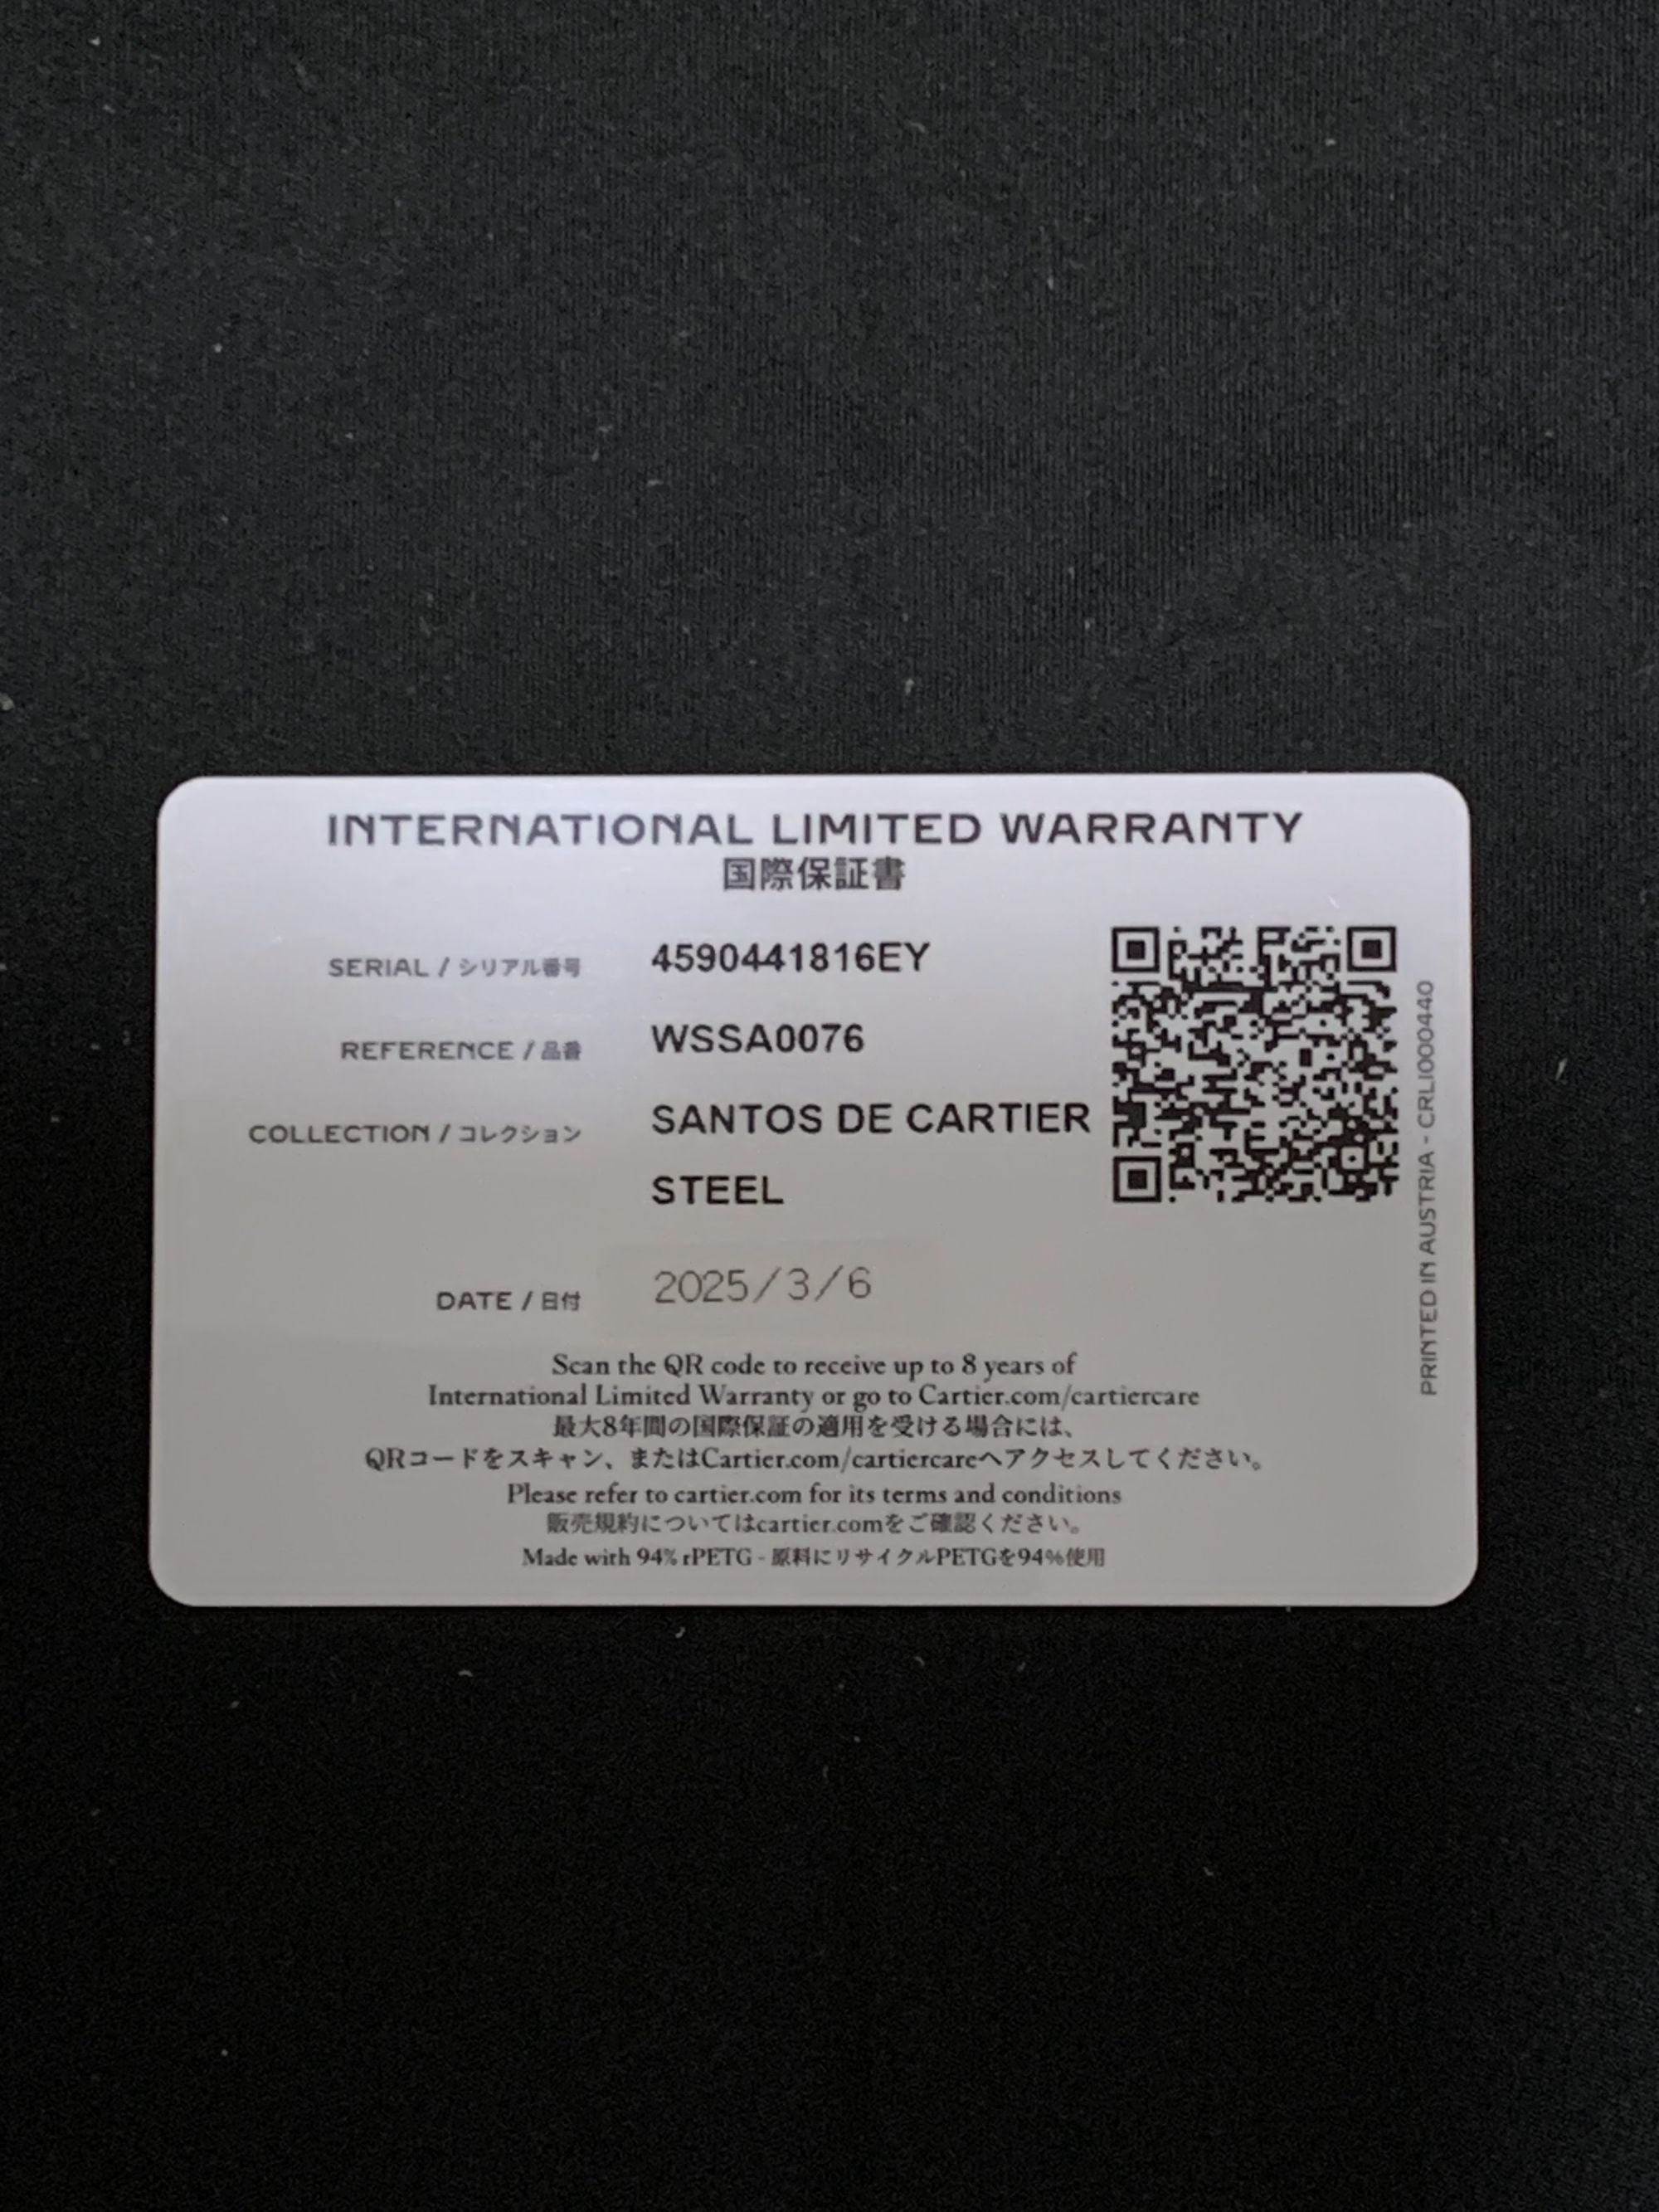 INTERNATIONAL LIMITED WARRANTY
国際保証書
SERIAL / シリアル番号 4590441816EY
REFERENCE / 品番 WSSA0076
COLLECTION / コレクション SANTOS DE CARTIER
STEEL
DATE / 日付 2025/3/6
Scan the QR code to receive up to 8 years of
International Limited Warranty or go to Cartier.com/cartiercare
最大8年間の国際保証の適用を受ける場合には、
QRコードをスキャン、またはCartier.com/cartiercareへアクセスしてください。
Please refer to cartier.com for its terms and conditions
販売規約についてはcartier.comをご確認ください。
Made with 94% rPETG - 原料にリサイクルPETGを94%使用
PRINTED IN AUSTRIA - CRLI000440